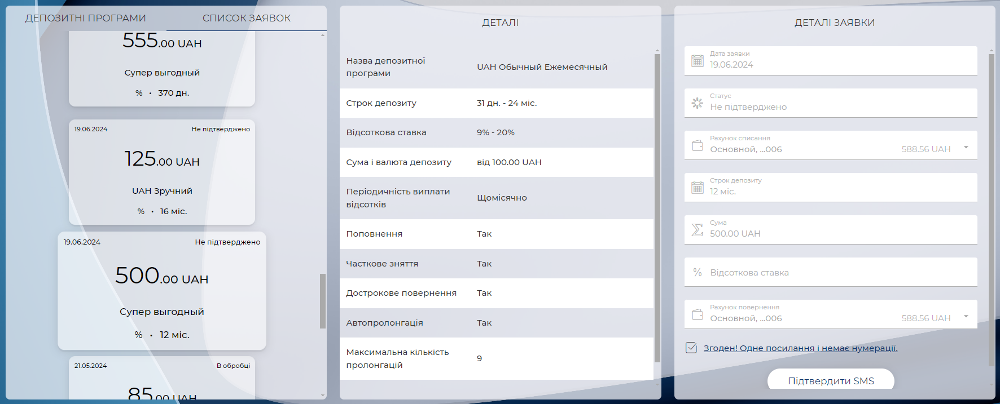 ДЕПОЗИТНІ ПРОГРАМИ
СПИСОК ЗАЯВОК
555.00 UAH
Супер выгодный
% • 370 дн.
19.06.2024
Не підтверджено
125.00 UAH
UAH Зручний
% • 16 міс.
19.06.2024
Не підтверджено
500.00 UAH
Супер выгодный
% • 12 міс.
21.05.2024
В обробці
85.00 UAH
ДЕТАЛІ
Назва депозитної
програми
UAH Обычный Ежемесячный
Строк депозиту
31 дн. - 24 міс.
Відсоткова ставка
9% - 20%
Сума і валюта депозиту
від 100.00 UAH
Періодичність виплати
відсотків
Щомісячно
Поповнення
Так
Часткове зняття
Так
Дострокове повернення
Так
Автопролонгація
Так
Максимальна кількість
пролонгацій
9
ДЕТАЛІ ЗАЯВКИ
Дата заявки
19.06.2024
Статус
Не підтверджено
Рахунок списання
Основной, ...006
588.56 UAH
Строк депозиту
12 міс.
Сума
500.00 UAH
% Відсоткова ставка
Рахунок повернення
Основной, ...006
588.56 UAH
Згоден! Одне посилання і немає нумерації.
Підтвердити SMS